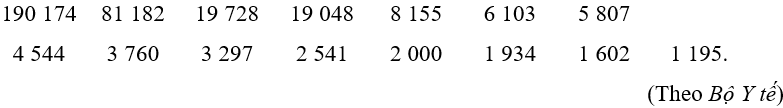 190 174 81 182 19 728 19 048 8 155 6 103 5 807
4 544 3 760 3 297 2 541 2 000 1 934 1 602 1 195.
(Theo Bộ Y tế)